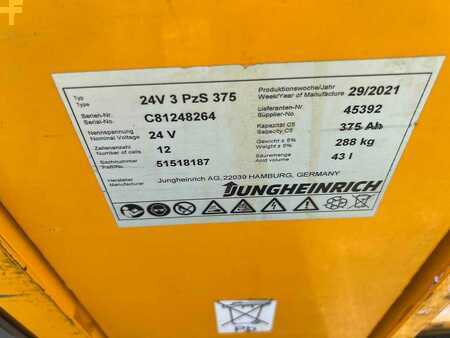 Typ
Type
24V 3 PzS 375
Produktionswoche/Jahr
Week/Year of Manufacture
29/2021
Serien-Nr.
Serial-No.
C81248264
Lieferanten-Nr.
Supplier-No.
45392
Nennspannung
Nominal Voltage
24 V
Kapazität C5
Capacity C5
375 Ah
Zellenanzahl
Number of cells
12
Gewicht ± 5%
Weight ± 5%
288 kg
Sachnummer
51518187
Säuremenge
Acid volume
43 l
Hersteller
Manufacturer
Jungheinrich AG, 22039 HAMBURG, GERMANY
JUNGHEINRICH
Pb